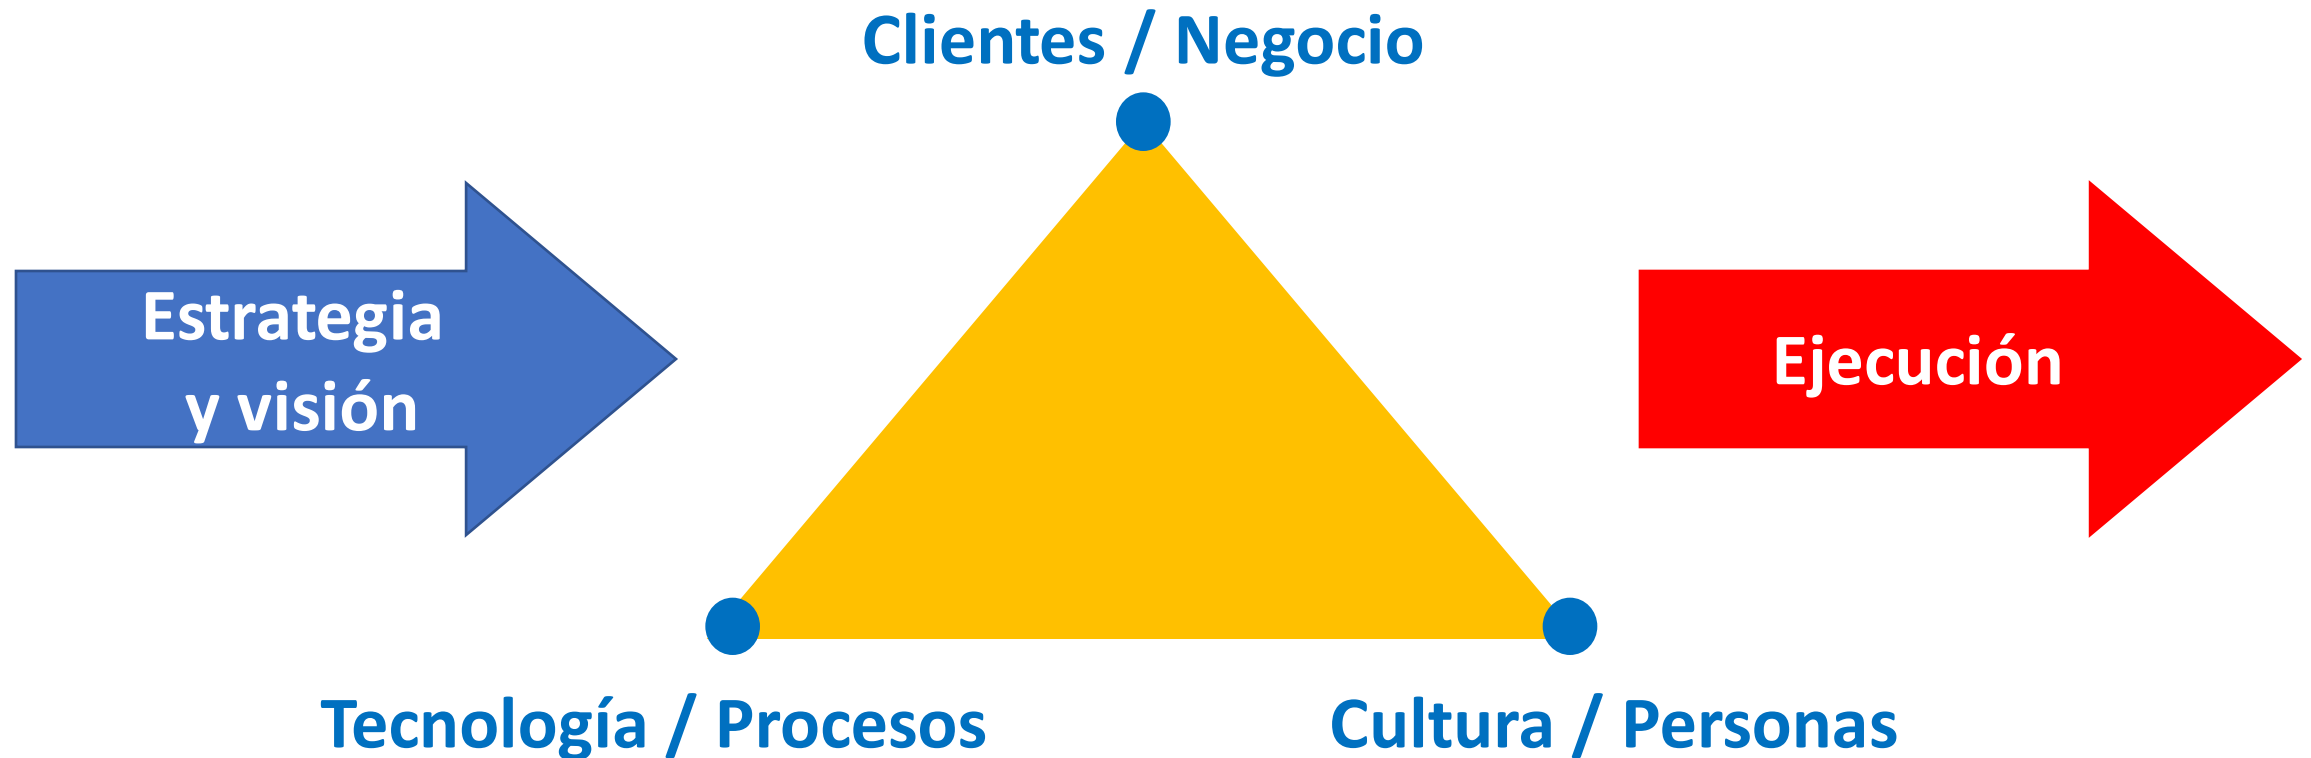 Clientes / Negocio
Estrategia
y visión
Ejecución
Tecnología / Procesos
Cultura / Personas